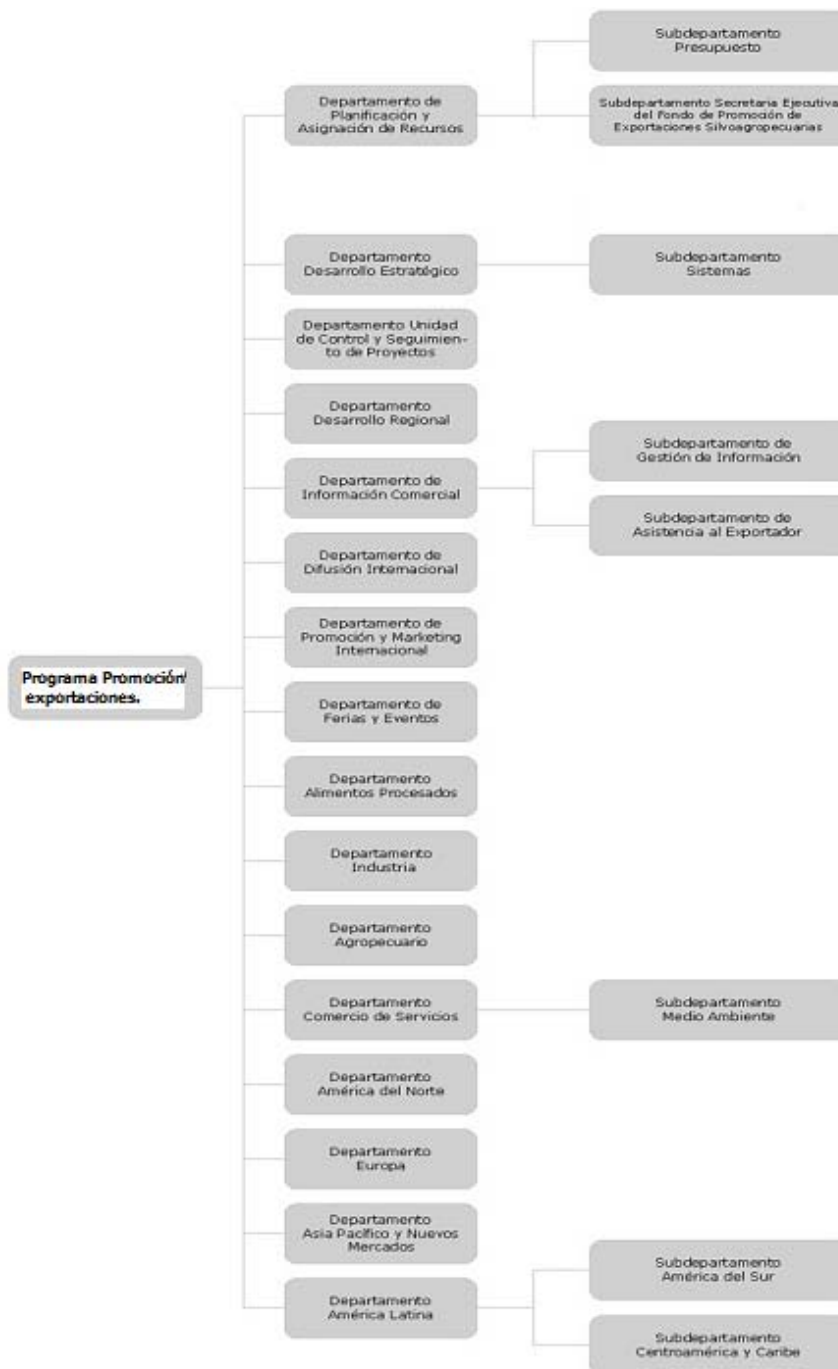 Subdepartamento
Presupuesto
Departamento de
Planificación y
Asignación de Recursos
Subdepartamento Secretaria Ejecutiva
del Fondo de Promoción de
Exportaciones Silvoagropecuarias
Departamento
Desarrollo Estratégico
Subdepartamento
Sistemas
Departamento Unidad
de Control y Seguimien-
to de Proyectos
Departamento
Desarrollo Regional
Departamento de
Información Comercial
Subdepartamento de
Gestión de Información
Subdepartamento de
Asistencia al Exportador
Departamento de
Difusión Internacional
Departamento de
Promoción y Marketing
Internacional
Programa Promoción/
exportaciones.
Departamento de
Ferias y Eventos
Departamento
Alimentos Procesados
Departamento
Industria
Departamento
Agropecuario
Departamento
Comercio de Servicios
Subdepartamento
Medio Ambiente
Departamento
América del Norte
Departamento
Europa
Departamento
Asia Pacífico y Nuevos
Mercados
Departamento
América Latina
Subdepartamento
América del Sur
Subdepartamento
Centroamérica y Caribe